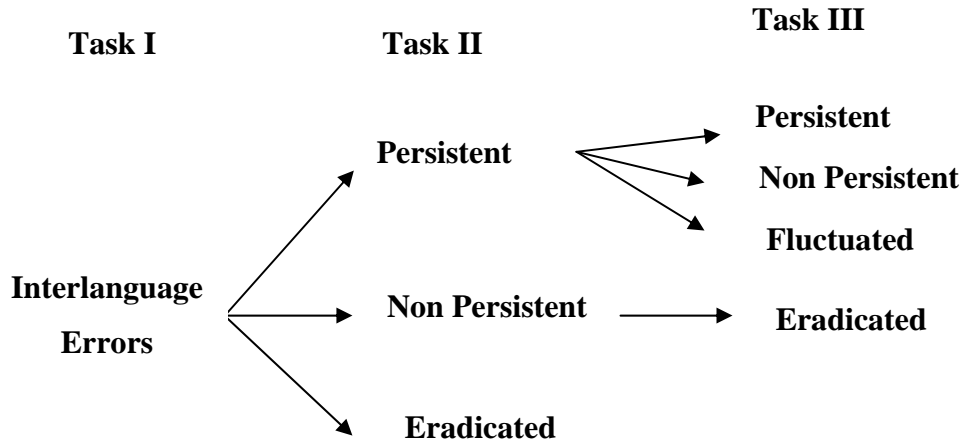 Task I
Task II
Task III
Persistent
Persistent
Non Persistent
Fluctuated
Interlanguage
Errors
Non Persistent
Eradicated
Eradicated